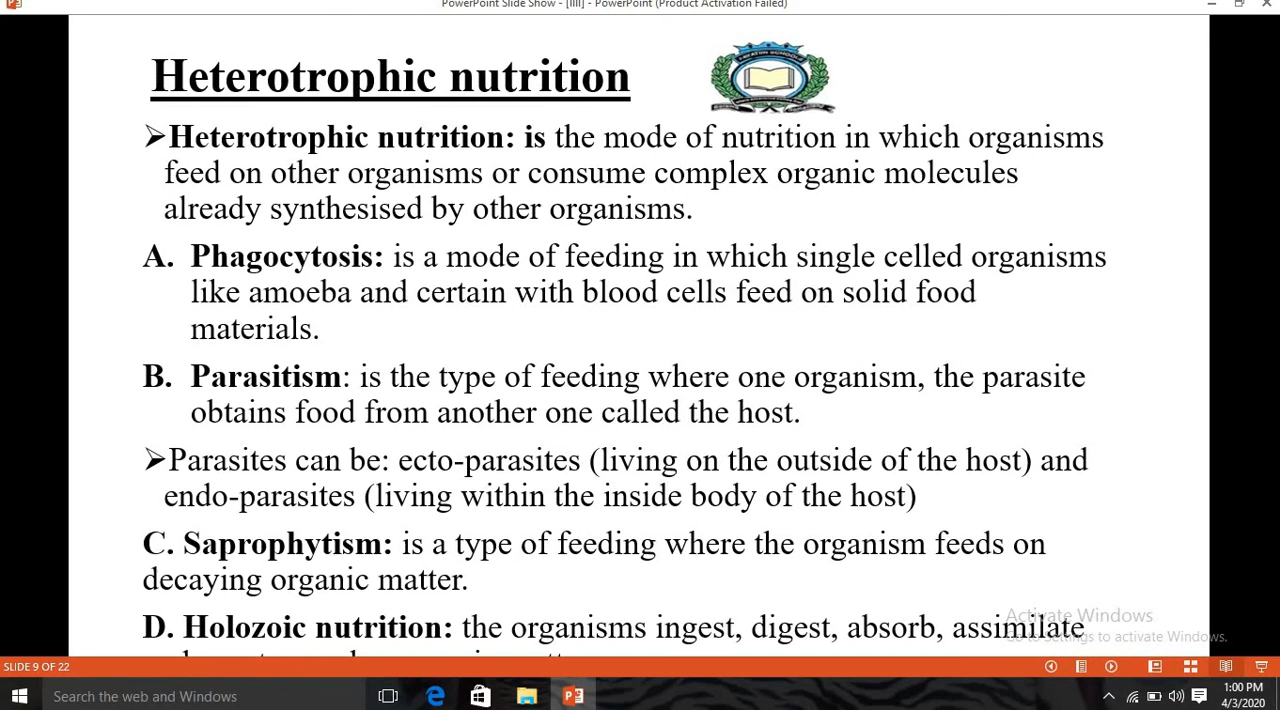 PowerPoint Slide Show - [IIII] - PowerPoint (Product Activation Failed)
Heterotrophic nutrition
➢Heterotrophic nutrition: is the mode of nutrition in which organisms
feed on other organisms or consume complex organic molecules
already synthesised by other organisms.
A. Phagocytosis: is a mode of feeding in which single celled organisms
like amoeba and certain with blood cells feed on solid food
materials.
B. Parasitism: is the type of feeding where one organism, the parasite
obtains food from another one called the host.
➢Parasites can be: ecto-parasites (living on the outside of the host) and
endo-parasites (living within the inside body of the host)
C. Saprophytism: is a type of feeding where the organism feeds on
decaying organic matter.
D. Holozoic nutrition: the organisms ingest, digest, absorb, assimilate
Activate Windows
Go to Settings to activate Windows.
SLIDE 9 OF 22
Search the web and Windows
1:00 PM
4/3/2020